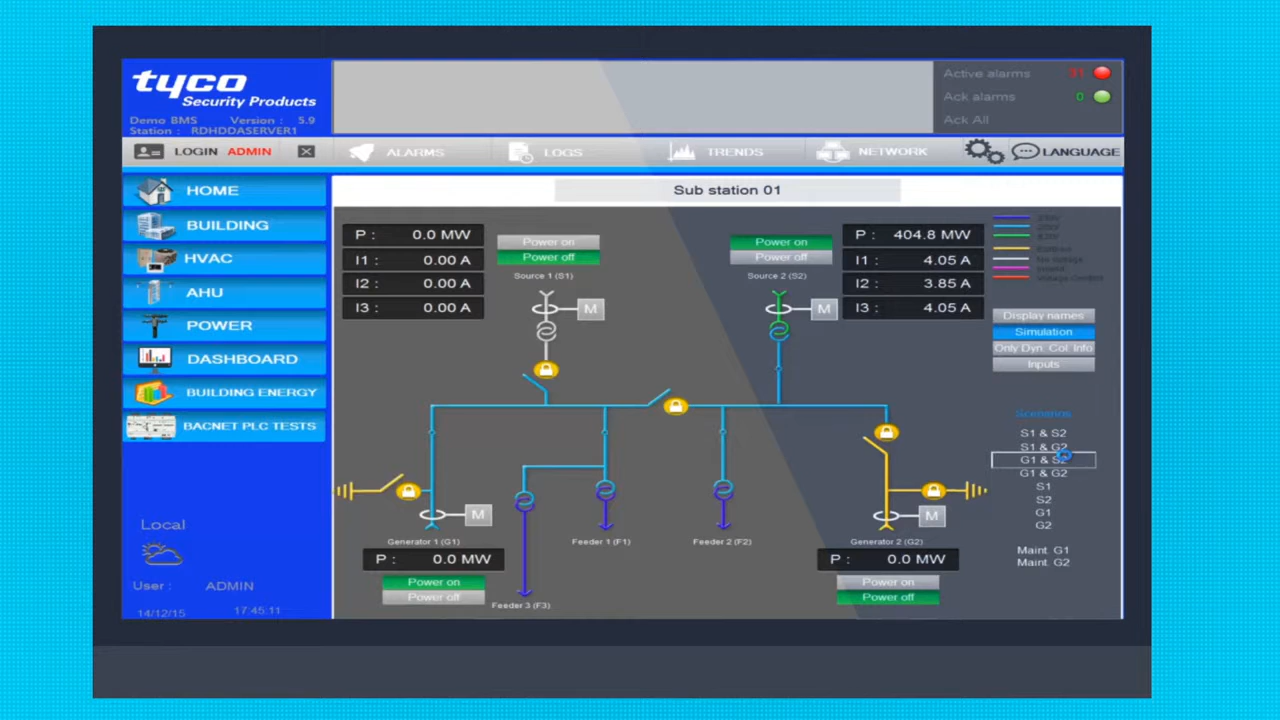 tyco
Security Products
Demo BMS Version : 5.9
Station : RDHDDASERVER1
Active alarms 31
Ack alarms 0
Ack All
LOGIN ADMIN
ALARMS
LOGS
TRENDS
NETWORK
LANGUAGE
HOME
BUILDING
HVAC
AHU
POWER
DASHBOARD
BUILDING ENERGY
BACNET PLC TESTS
Local
User : ADMIN
14/12/15 17:45:11
Sub station 01
P : 0.0 MW
I1 : 0.00 A
I2 : 0.00 A
I3 : 0.00 A
Power on
Power off
Source 1 (S1)
M
Power on
Power off
Source 2 (S2)
M
P : 404.8 MW
I1 : 4.05 A
I2 : 3.85 A
I3 : 4.05 A
Display names
Simulation
Only Dyn. Col. Info
Inputs
Scenarios
S1 & S2
S1 & G2
G1 & S2
G1 & G2
S1
S2
G1
G2
Maint. G1
Maint. G2
M
Generator 1 (G1)
P : 0.0 MW
Power on
Power off
Feeder 3 (F3)
Feeder 1 (F1)
Feeder 2 (F2)
M
Generator 2 (G2)
P : 0.0 MW
Power on
Power off